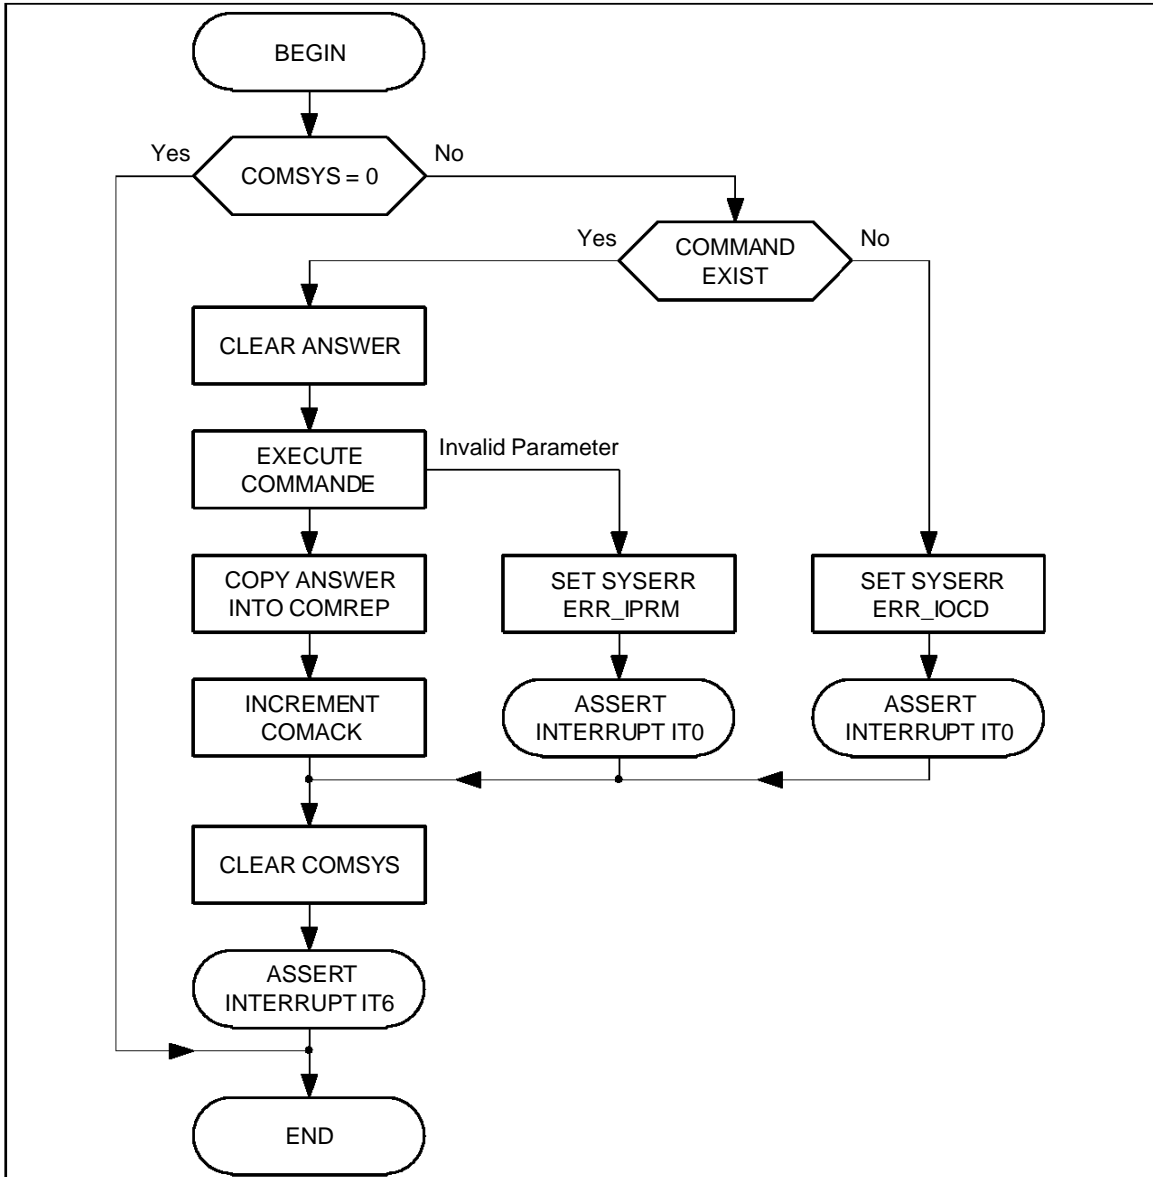 BEGIN
Yes
No
COMSYS = 0
Yes
COMMAND
EXIST
No
CLEAR ANSWER
EXECUTE
COMMANDE
Invalid Parameter
COPY ANSWER
INTO COMREP
SET SYSERR
ERR_IPRM
SET SYSERR
ERR_IOCD
INCREMENT
COMACK
ASSERT
INTERRUPT IT0
ASSERT
INTERRUPT IT0
CLEAR COMSYS
ASSERT
INTERRUPT IT6
END